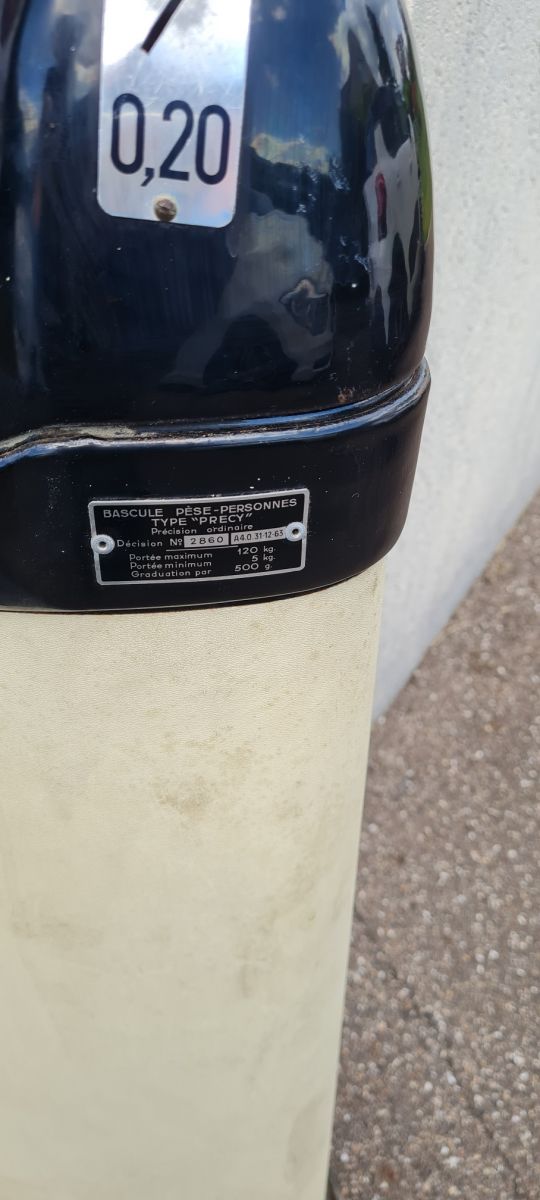 0,20
BASCULE PÈSE-PERSONNES
TYPE "PRECY"
Précision ordinaire
Décision Nº 2860 A4.0 31-12-63
Portée maximum 120 kg.
Portée minimum 5 kg.
Graduation par 500 g.